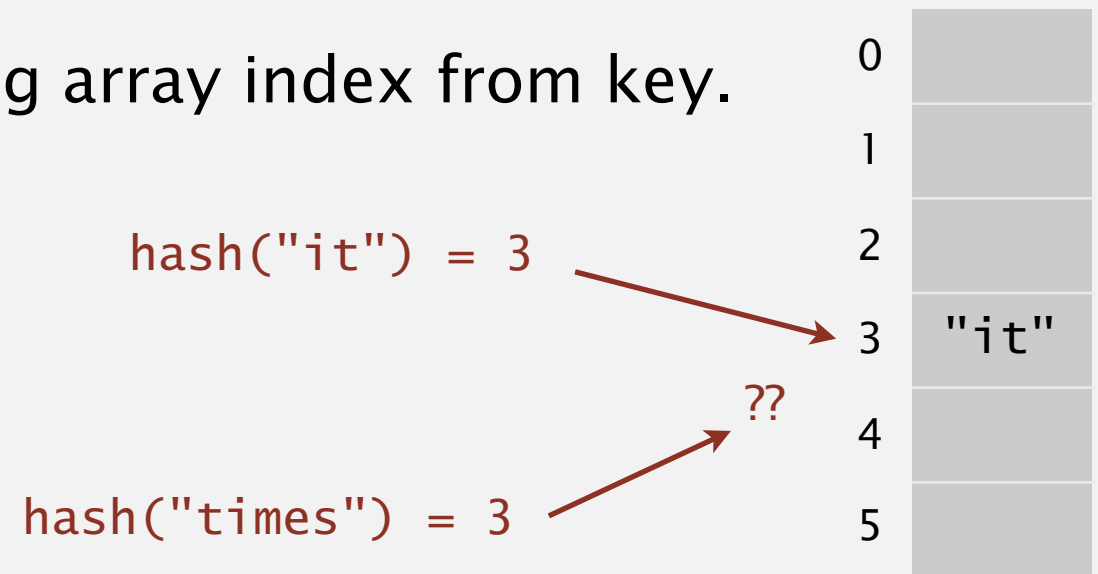 g array index from key.
hash("it") = 3
??
hash("times") = 3
0
1
2
3 "it"
4
5